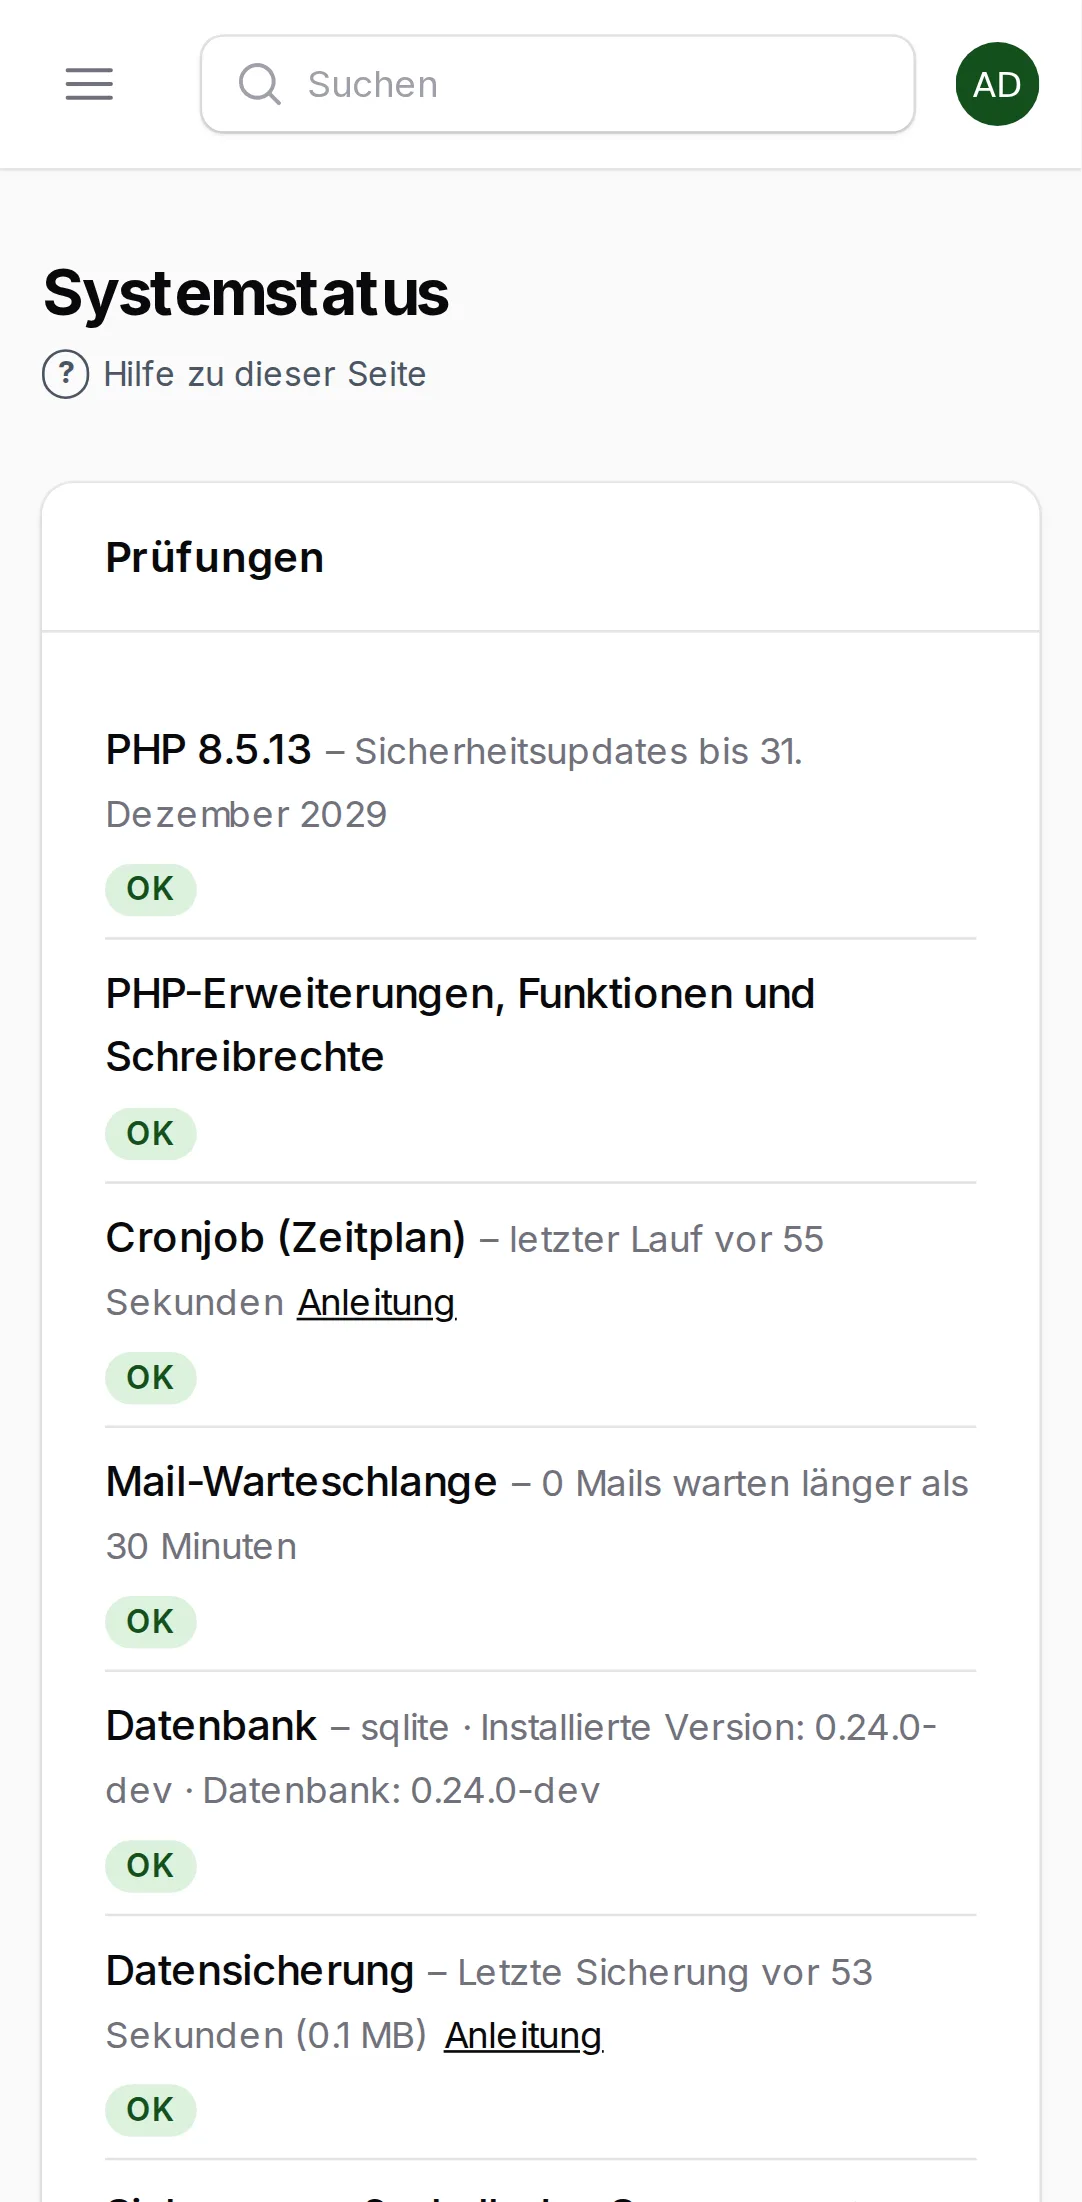 Suchen
AD
Systemstatus
? Hilfe zu dieser Seite
Prüfungen
PHP 8.5.13 – Sicherheitsupdates bis 31.
Dezember 2029
OK
PHP-Erweiterungen, Funktionen und
Schreibrechte
OK
Cronjob (Zeitplan) – letzter Lauf vor 55
Sekunden Anleitung
OK
Mail-Warteschlange – 0 Mails warten länger als
30 Minuten
OK
Datenbank – sqlite · Installierte Version: 0.24.0-
dev · Datenbank: 0.24.0-dev
OK
Datensicherung – Letzte Sicherung vor 53
Sekunden (0.1 MB) Anleitung
OK